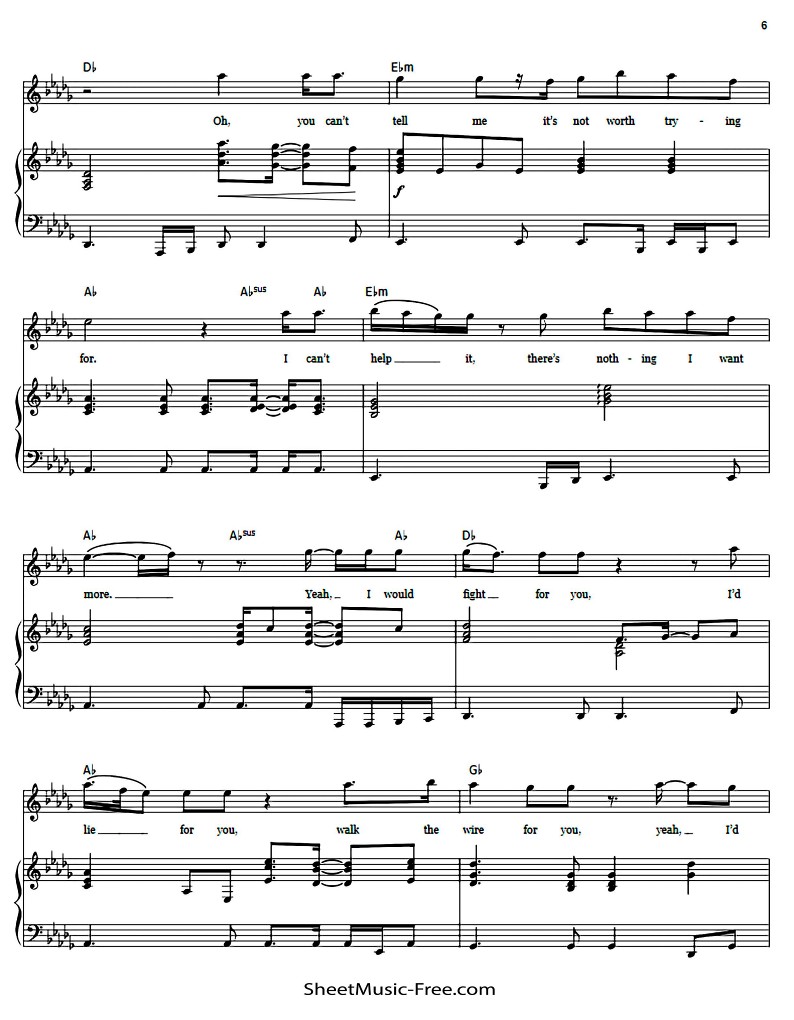 6
D♭ E♭m
Oh, you can't tell me it's not worth try - ing
f
A♭ A♭sus A♭ E♭m
for. I can't help it, there's noth - ing I want
A♭ A♭sus A♭ D♭
more. Yeah, I would fight for you, I'd
A♭ G♭
lie for you, walk the wire for you, yeah, I'd
SheetMusic-Free.com